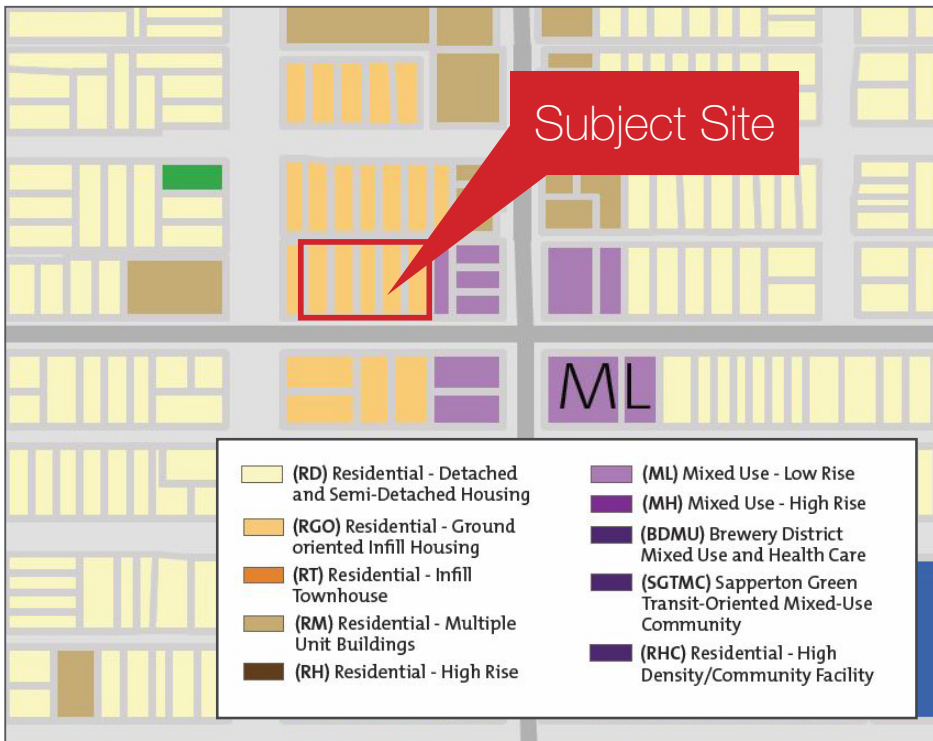 Subject Site
ML
(RD) Residential - Detached
and Semi-Detached Housing
(RGO) Residential - Ground
oriented Infill Housing
(RT) Residential - Infill
Townhouse
(RM) Residential - Multiple
Unit Buildings
(RH) Residential - High Rise
(ML) Mixed Use - Low Rise
(MH) Mixed Use - High Rise
(BDMU) Brewery District
Mixed Use and Health Care
(SGTMC) Sapperton Green
Transit-Oriented Mixed-Use
Community
(RHC) Residential - High
Density/Community Facility